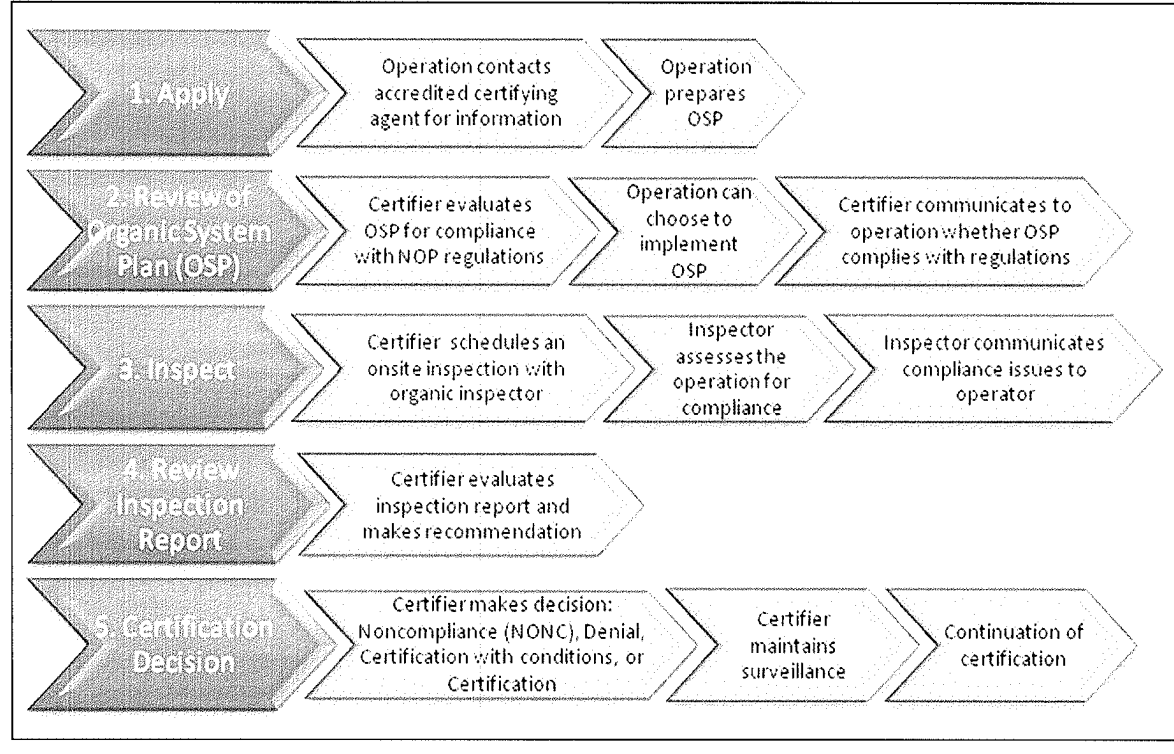 1. Apply
Operation contacts
accredited certifying
agent for information
Operation
prepares
OSP
2. Review of
Organic System
Plan (OSP)
Certifier evaluates
OSP for compliance
with NOP regulations
Operation can
choose to
implement
OSP
Certifier communicates to
operation whether OSP
complies with regulations
3. Inspect
Certifier schedules an
onsite inspection with
organic inspector
Inspector
assesses the
operation for
compliance
Inspector communicates
compliance issues to
operator
4. Review
Inspection
Report
Certifier evaluates
inspection report and
makes recommendation
5. Certification
Decision
Certifier makes decision:
Noncompliance (NONC), Denial,
Certification with conditions, or
Certification
Certifier
maintains
surveillance
Continuation of
certification